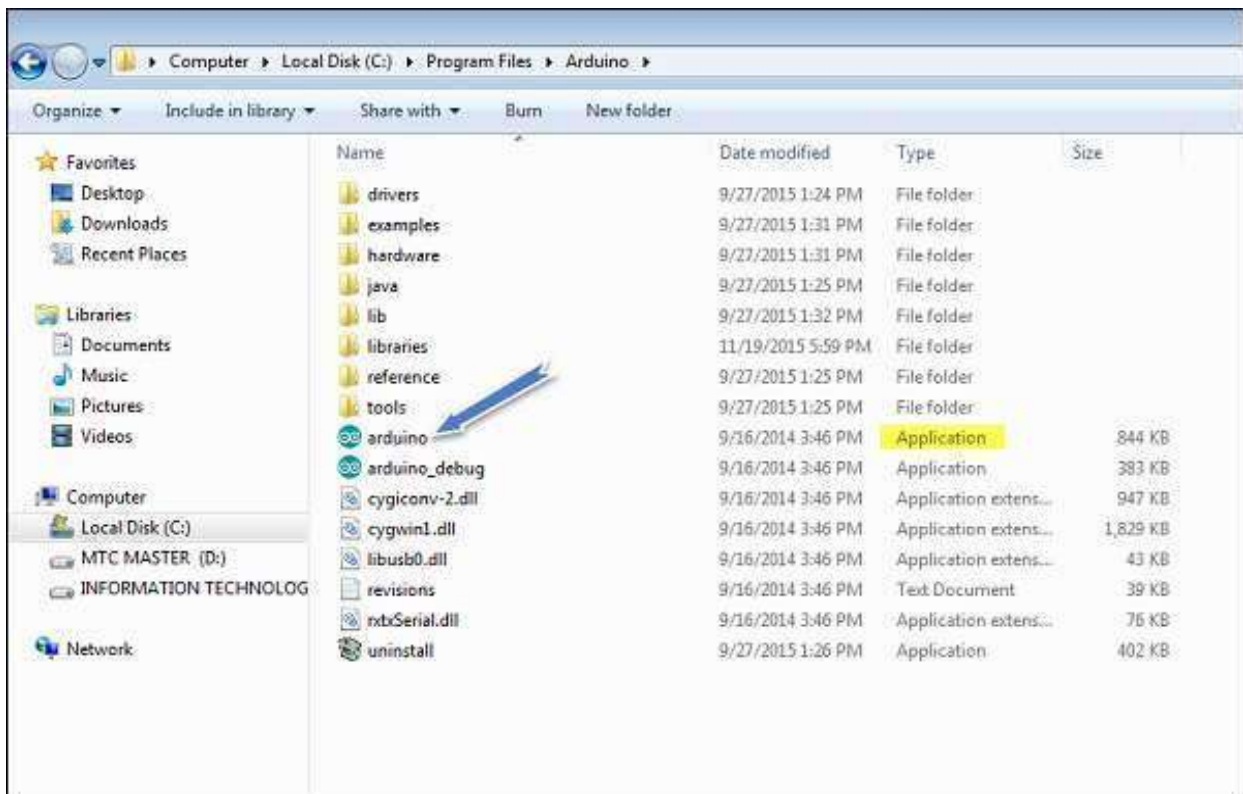 Computer Local Disk (C:) Program Files Arduino
Organize Include in library Share with Burn New folder
Favorites
Desktop
Downloads
Recent Places
Libraries
Documents
Music
Pictures
Videos
Computer
Local Disk (C:)
MTC MASTER (D:)
INFORMATION TECHNOLOG
Network
Name Date modified Type Size
drivers 9/27/2015 1:24 PM File folder
examples 9/27/2015 1:31 PM File folder
hardware 9/27/2015 1:31 PM File folder
java 9/27/2015 1:25 PM File folder
lib 9/27/2015 1:32 PM File folder
libraries 11/19/2015 5:59 PM File folder
reference 9/27/2015 1:25 PM File folder
tools 9/27/2015 1:25 PM File folder
arduino 9/16/2014 3:46 PM Application 844 KB
arduino_debug 9/16/2014 3:46 PM Application 383 KB
cygiconv-2.dll 9/16/2014 3:46 PM Application extens... 947 KB
cygwin1.dll 9/16/2014 3:46 PM Application extens... 1,829 KB
libusb0.dll 9/16/2014 3:46 PM Application extens... 43 KB
revisions 9/16/2014 3:46 PM Text Document 39 KB
rxtxSerial.dll 9/16/2014 3:46 PM Application extens... 76 KB
uninstall 9/27/2015 1:26 PM Application 402 KB